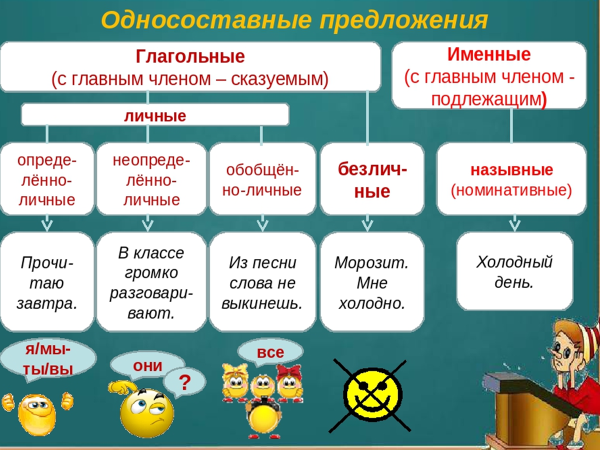 Односоставные предложения
Глагольные
(с главным членом – сказуемым)
Именные
(с главным членом -
подлежащим)
личные
опреде-
лённо-
личные
неопреде-
лённо-
личные
обобщён-
но-личные
безлич-
ные
назывные
(номинативные)
Прочи-
таю
завтра.
В классе
громко
разговари-
вают.
Из песни
слова не
выкинешь.
Морозит.
Мне
холодно.
Холодный
день.
я/мы-
ты/вы
они
?
все